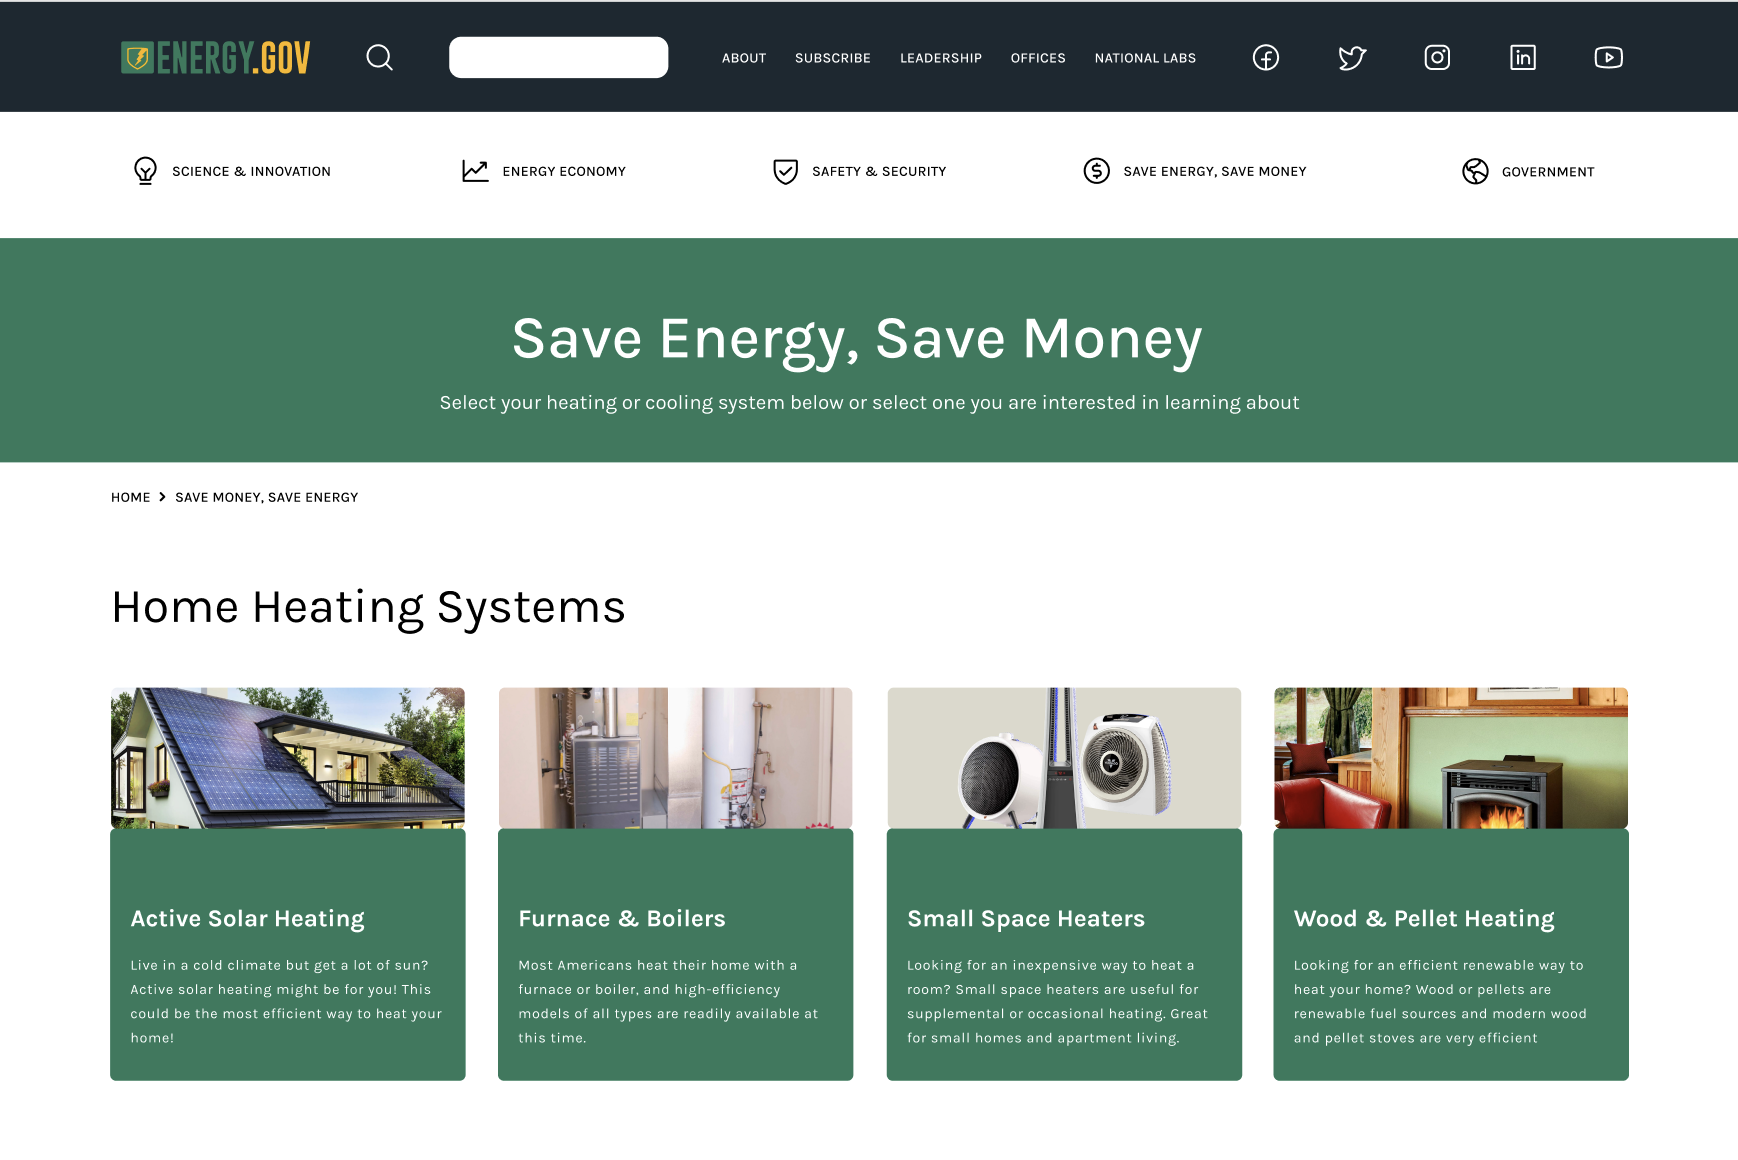 ENERGY.GOV
ABOUT SUBSCRIBE LEADERSHIP OFFICES NATIONAL LABS
SCIENCE & INNOVATION
ENERGY ECONOMY
SAFETY & SECURITY
SAVE ENERGY, SAVE MONEY
GOVERNMENT
Save Energy, Save Money
Select your heating or cooling system below or select one you are interested in learning about
HOME > SAVE MONEY, SAVE ENERGY
Home Heating Systems
Active Solar Heating
Live in a cold climate but get a lot of sun?
Active solar heating might be for you! This
could be the most efficient way to heat your
home!
Furnace & Boilers
Most Americans heat their home with a
furnace or boiler, and high-efficiency
models of all types are readily available at
this time.
Small Space Heaters
Looking for an inexpensive way to heat a
room? Small space heaters are useful for
supplemental or occasional heating. Great
for small homes and apartment living.
Wood & Pellet Heating
Looking for an efficient renewable way to
heat your home? Wood or pellets are
renewable fuel sources and modern wood
and pellet stoves are very efficient